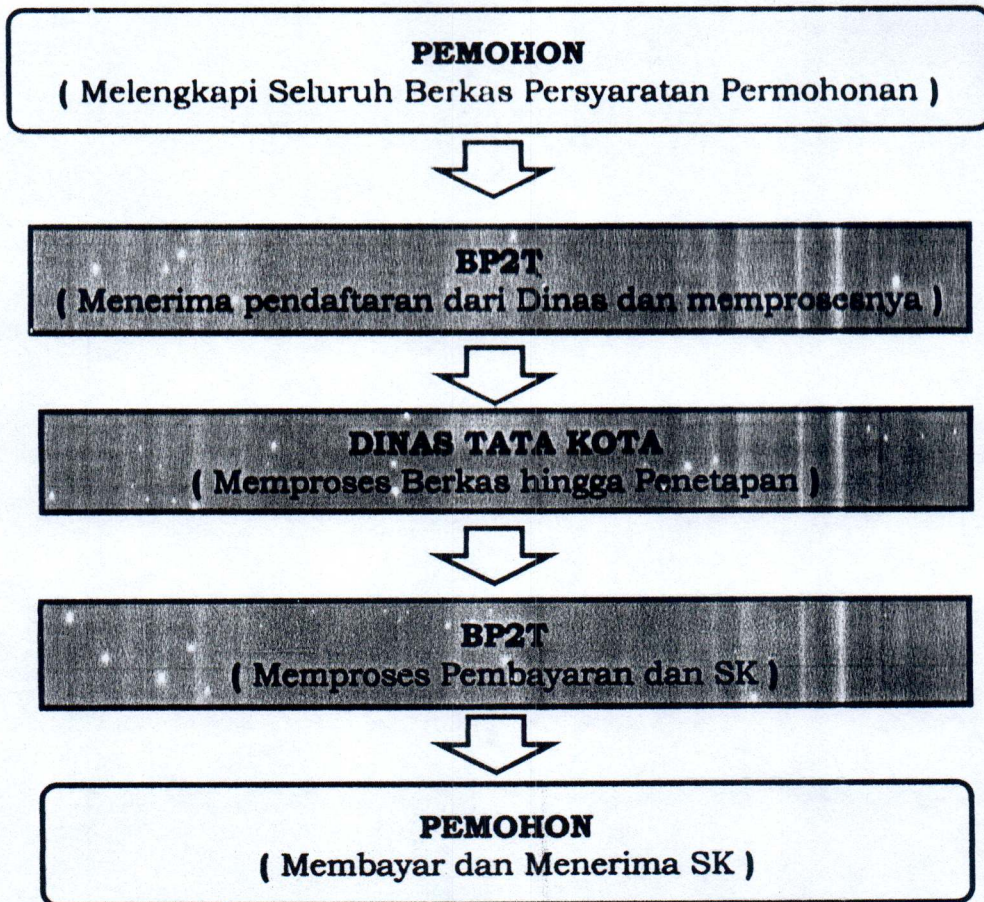 PEMOHON
( Melengkapi Seluruh Berkas Persyaratan Permohonan )
BP2T
( Menerima pendaftaran dari Dinas dan memprosesnya )
DINAS TATA KOTA
( Memproses Berkas hingga Penetapan )
BP2T
( Memproses Pembayaran dan SK )
PEMOHON
( Membayar dan Menerima SK )